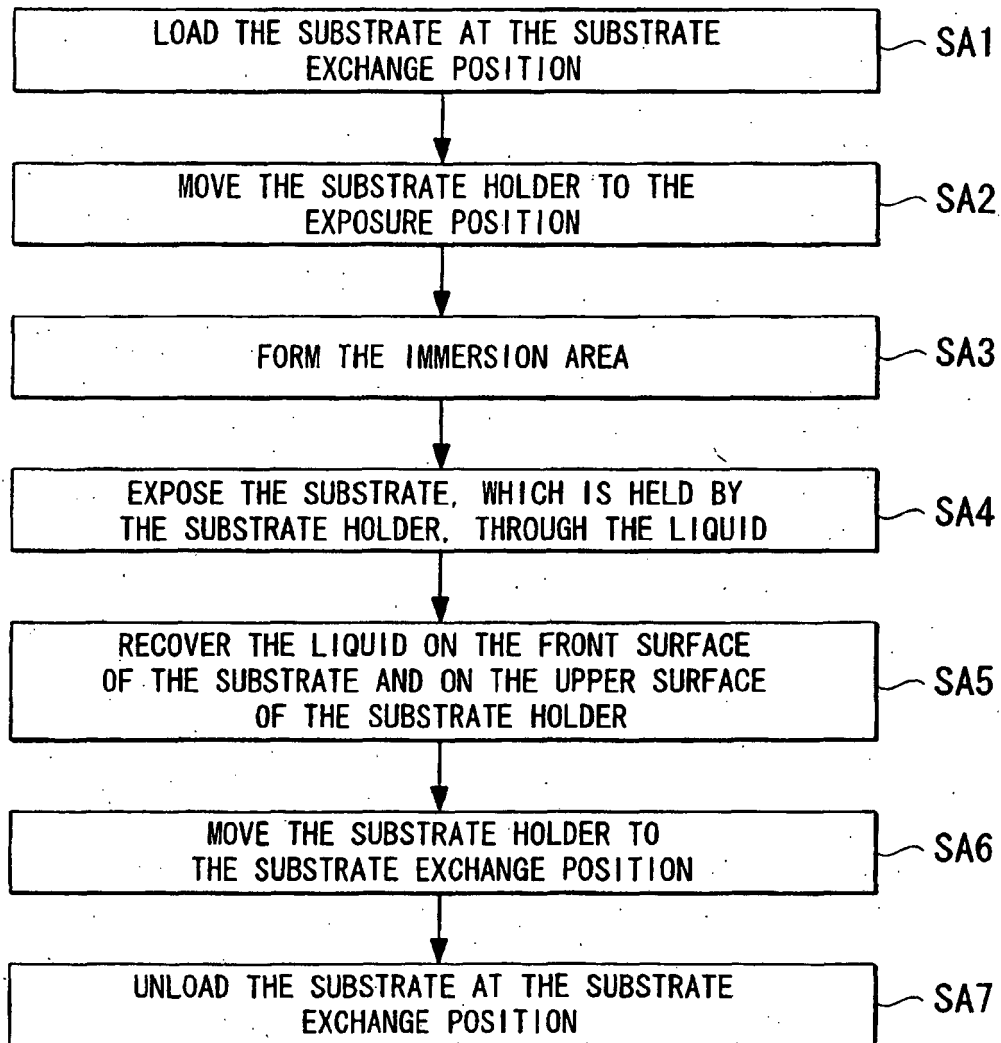 LOAD THE SUBSTRATE AT THE SUBSTRATE
EXCHANGE POSITION
SA1
MOVE THE SUBSTRATE HOLDER TO THE
EXPOSURE POSITION
SA2
FORM THE IMMERSION AREA
SA3
EXPOSE THE SUBSTRATE, WHICH IS HELD BY
THE SUBSTRATE HOLDER, THROUGH THE LIQUID
SA4
RECOVER THE LIQUID ON THE FRONT SURFACE
OF THE SUBSTRATE AND ON THE UPPER SURFACE
OF THE SUBSTRATE HOLDER
SA5
MOVE THE SUBSTRATE HOLDER TO
THE SUBSTRATE EXCHANGE POSITION
SA6
UNLOAD THE SUBSTRATE AT THE SUBSTRATE
EXCHANGE POSITION
SA7